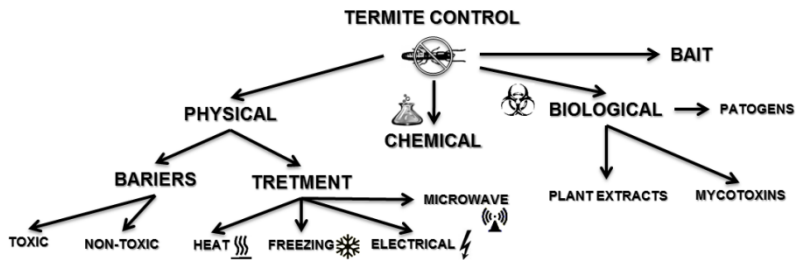 TERMITE CONTROL
BAIT
PHYSICAL
CHEMICAL
BIOLOGICAL
PATOGENS
BARIERS
TRETMENT
MICROWAVE
PLANT EXTRACTS
MYCOTOXINS
TOXIC
NON-TOXIC
HEAT
FREEZING
ELECTRICAL